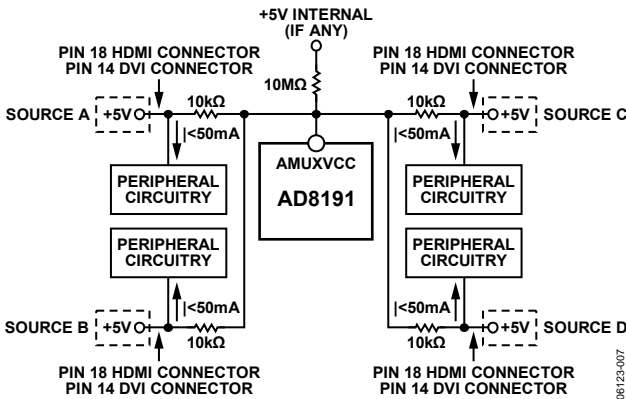 +5V INTERNAL
(IF ANY)
PIN 18 HDMI CONNECTOR
PIN 14 DVI CONNECTOR
PIN 18 HDMI CONNECTOR
PIN 14 DVI CONNECTOR
10MΩ
10kΩ
10kΩ
SOURCE A
+5V
+5V
SOURCE C
I<50mA
I<50mA
AMUXVCC
AD8191
PERIPHERAL
CIRCUITRY
PERIPHERAL
CIRCUITRY
PERIPHERAL
CIRCUITRY
PERIPHERAL
CIRCUITRY
I<50mA
I<50mA
SOURCE B
+5V
+5V
SOURCE D
10kΩ
10kΩ
PIN 18 HDMI CONNECTOR
PIN 14 DVI CONNECTOR
PIN 18 HDMI CONNECTOR
PIN 14 DVI CONNECTOR
06123-007